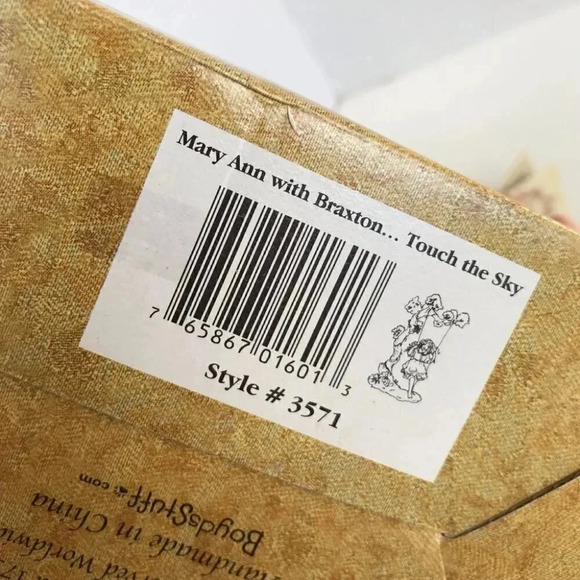 Mary Ann with Braxton... Touch the Sky
7 65867 01601 3
Style # 3571
BoydsStuff.com
Handmade in China